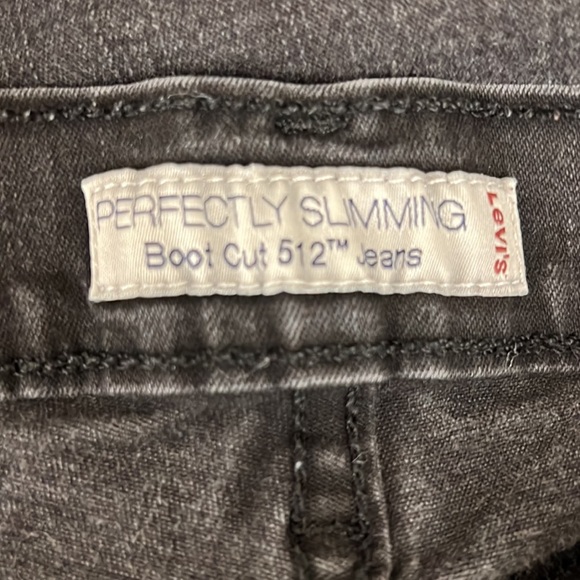 PERFECTLY SLIMMING
Boot Cut 512™ Jeans
Levi's